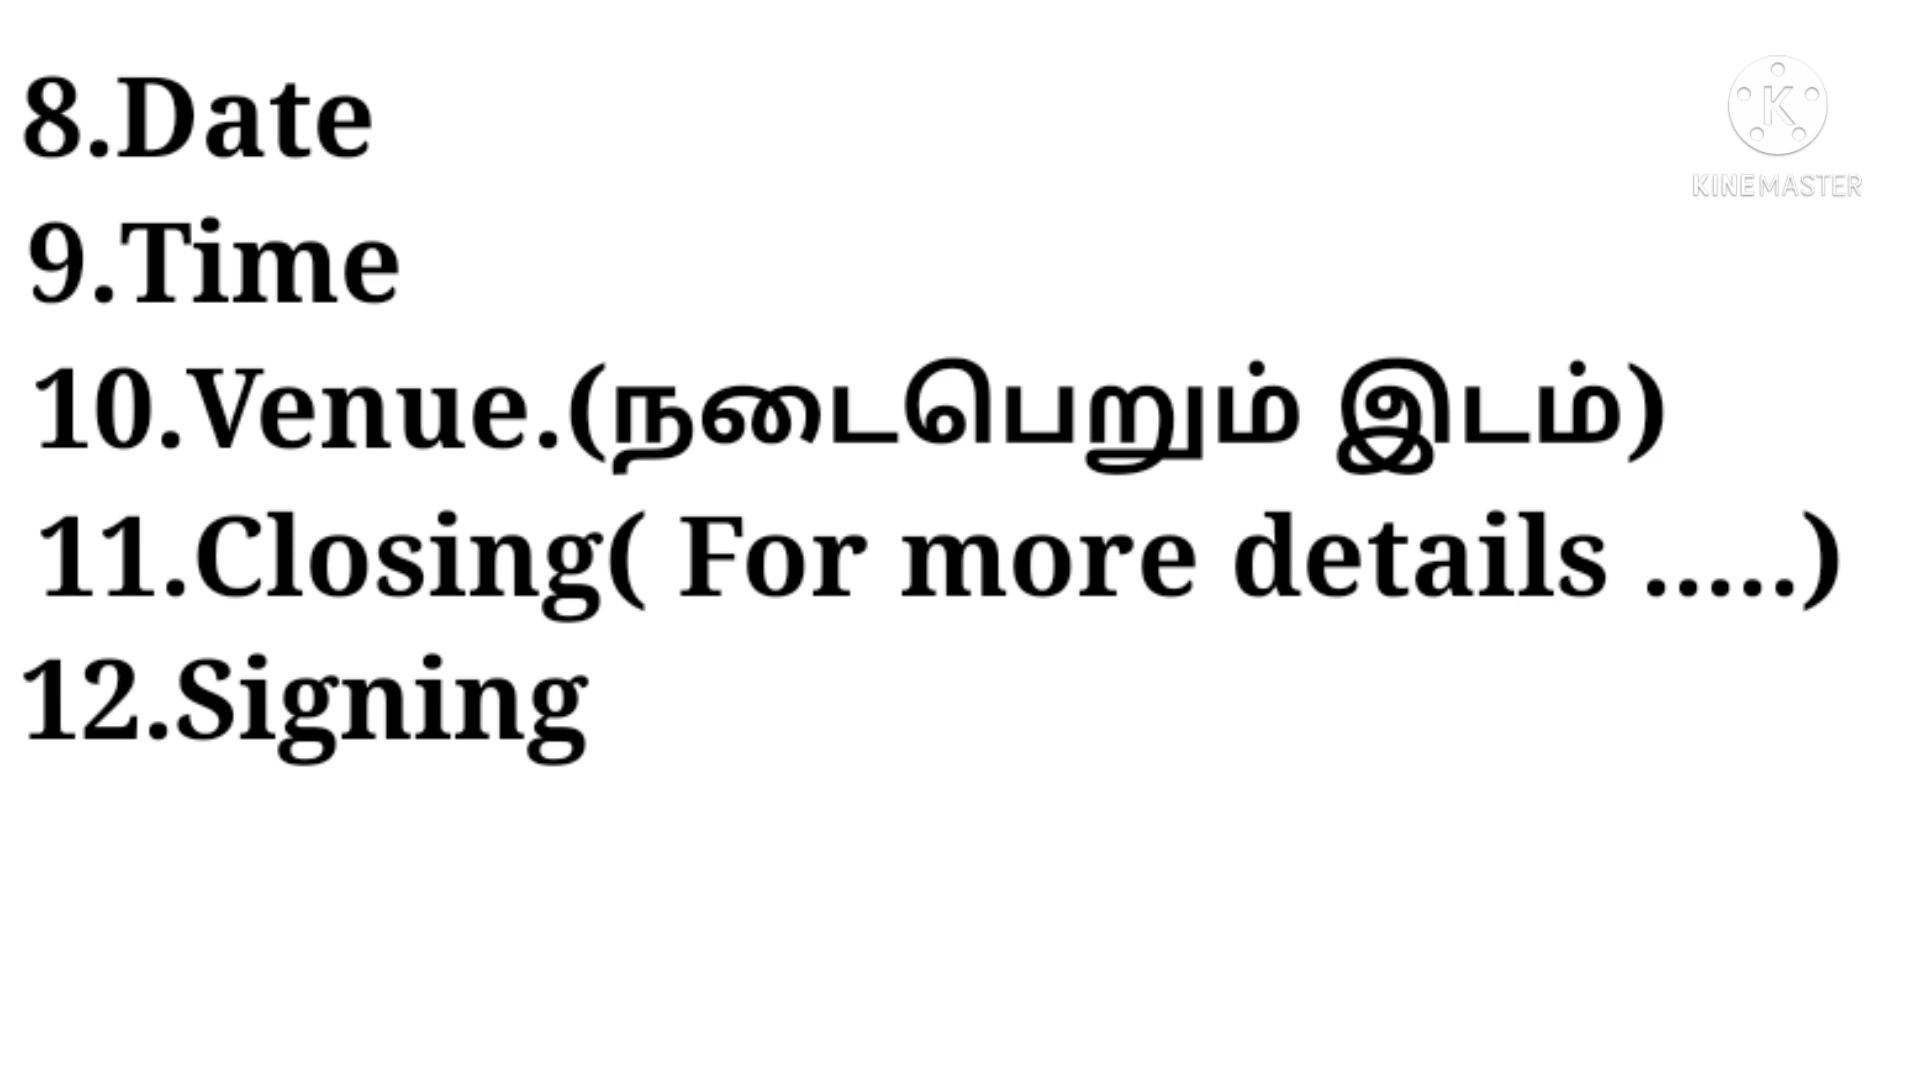 8.Date
KINEMASTER
9.Time
10.Venue.(நடைபெறும் இடம்)
11.Closing( For more details .....)
12.Signing